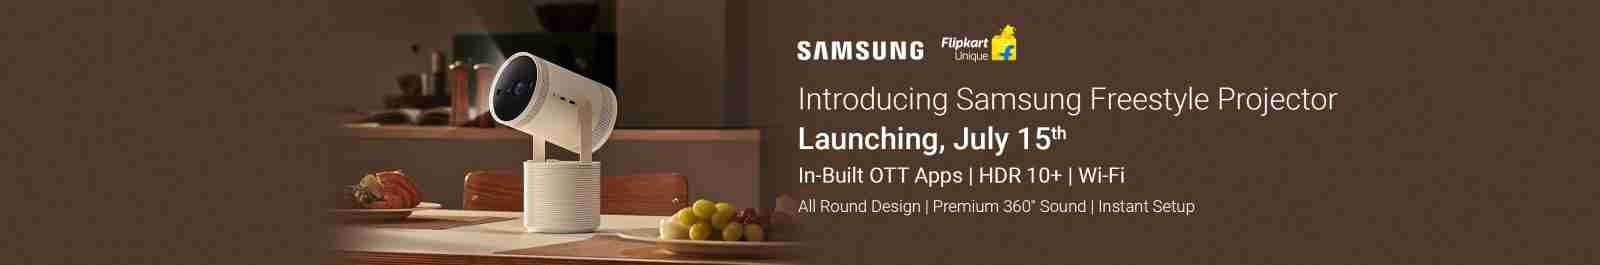 SAMSUNG
Flipkart
Unique
Introducing Samsung Freestyle Projector
Launching, July 15th
In-Built OTT Apps | HDR 10+ | Wi-Fi
All Round Design | Premium 360° Sound | Instant Setup